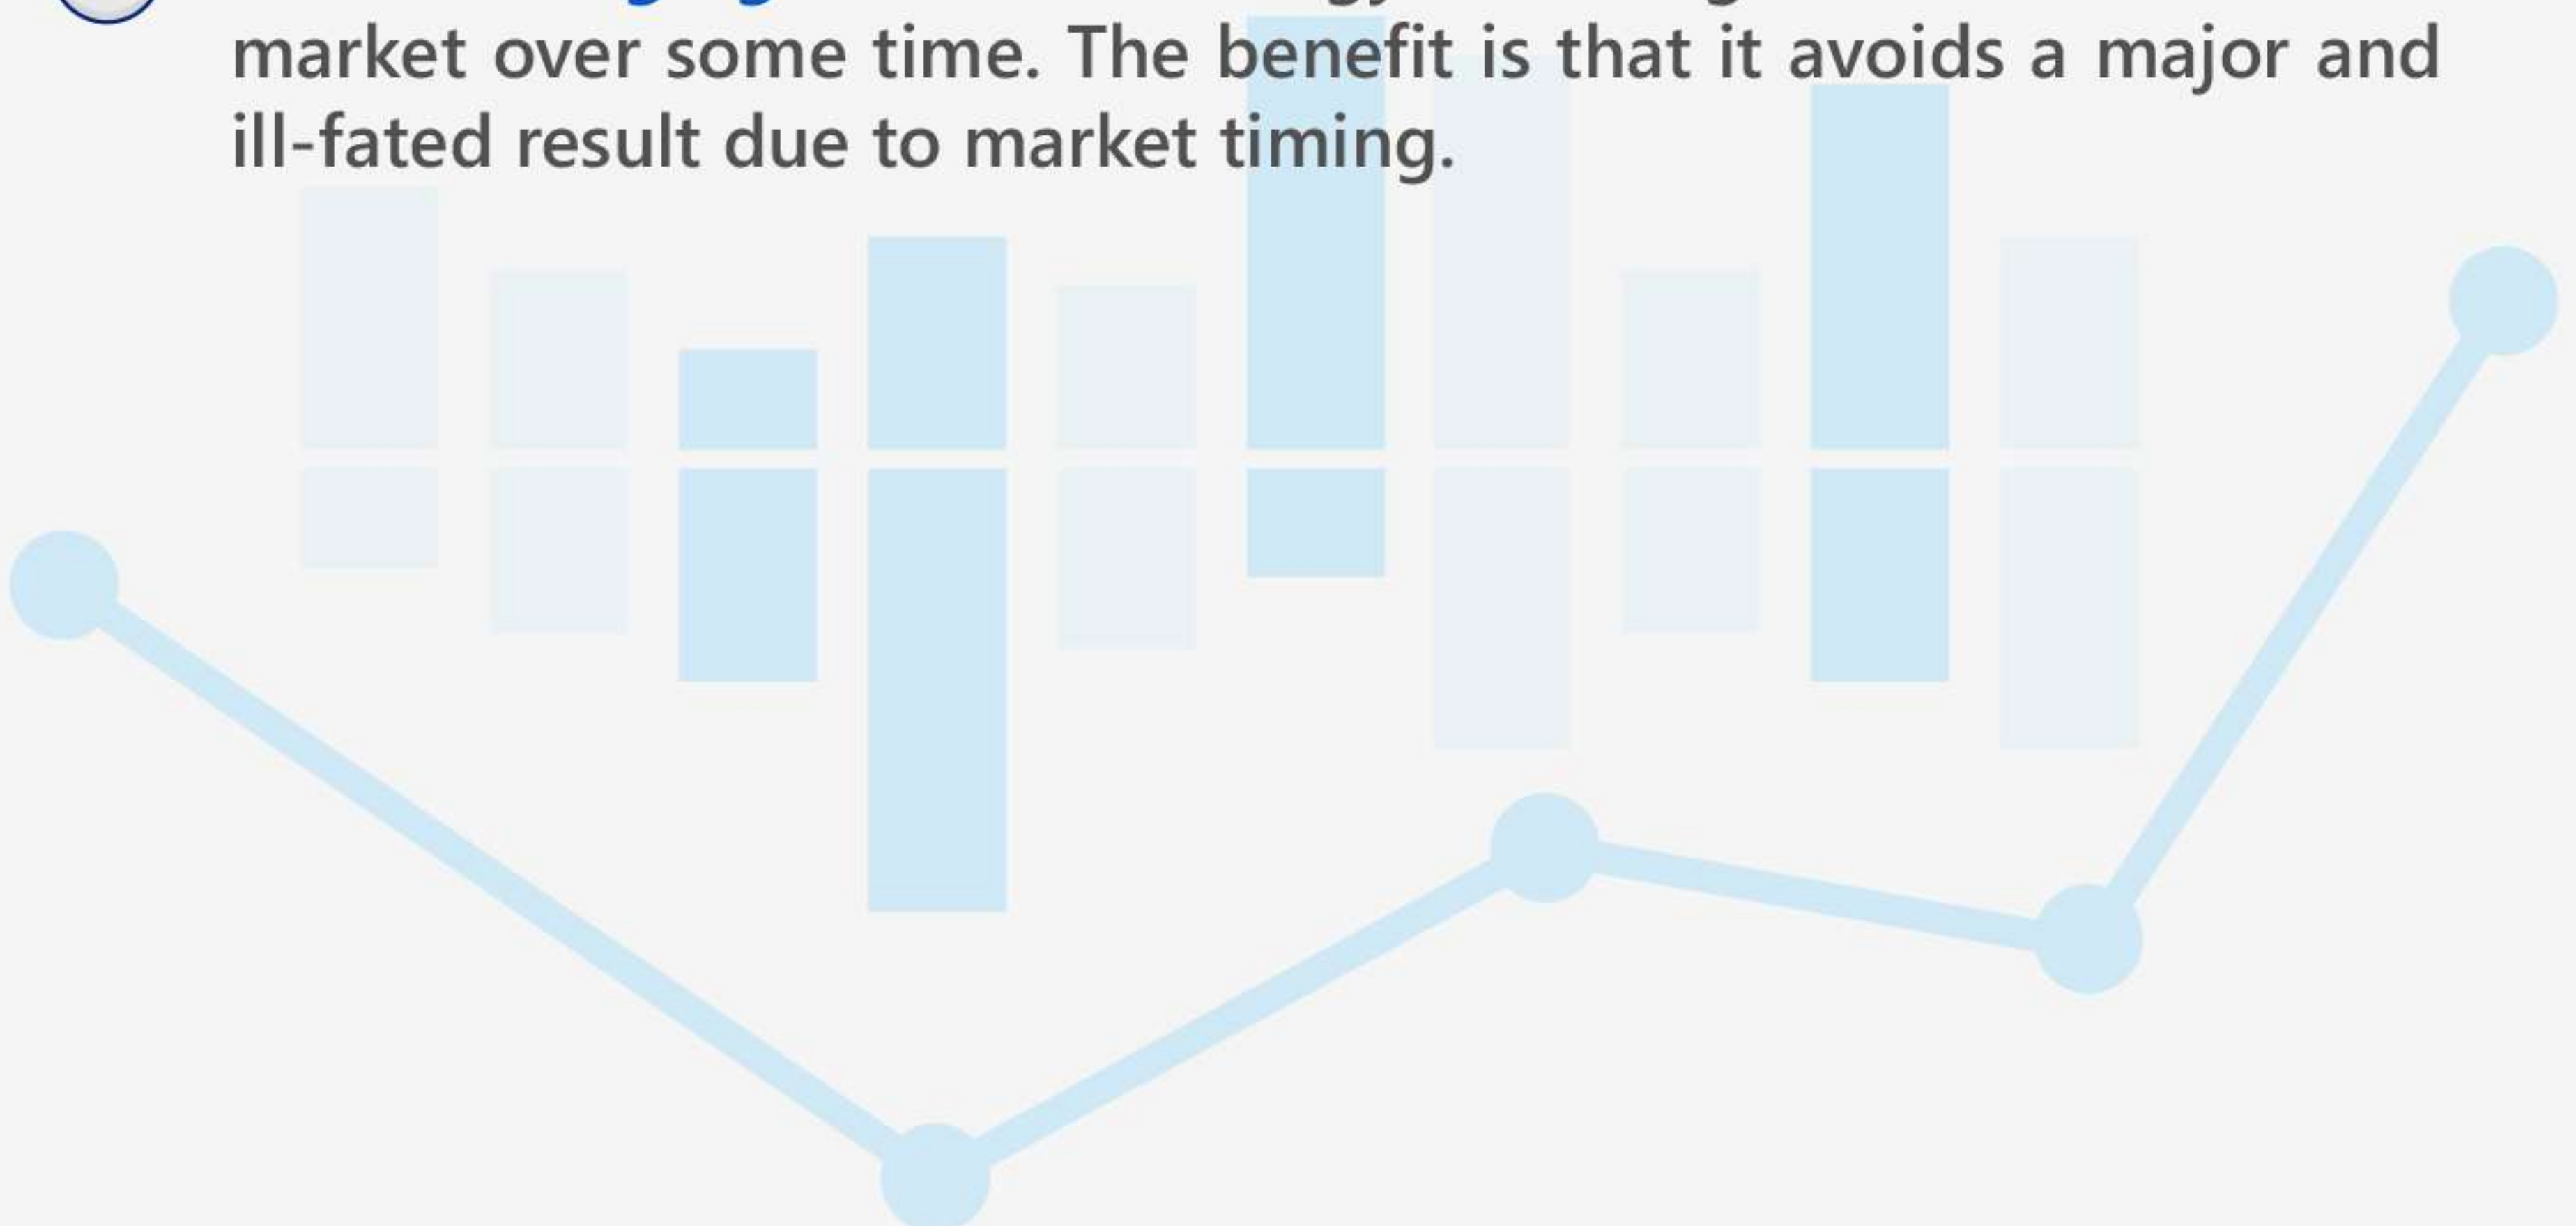 market over some time. The benefit is that it avoids a major and
ill-fated result due to market timing.